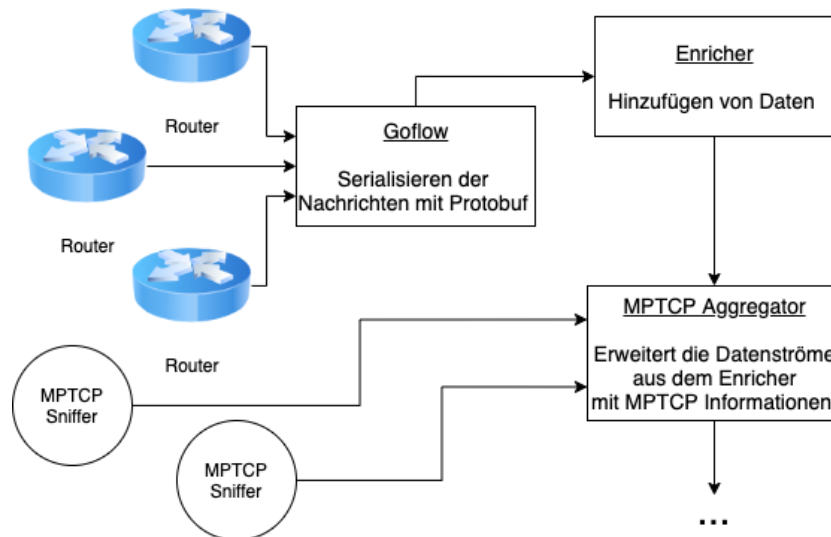 Router
Router
Router
Goflow
Serialisieren der
Nachrichten mit Protobuf
Enricher
Hinzufügen von Daten
MPTCP
Sniffer
MPTCP
Sniffer
MPTCP Aggregator
Erweitert die Datenströme
aus dem Enricher
mit MPTCP Informationen
...